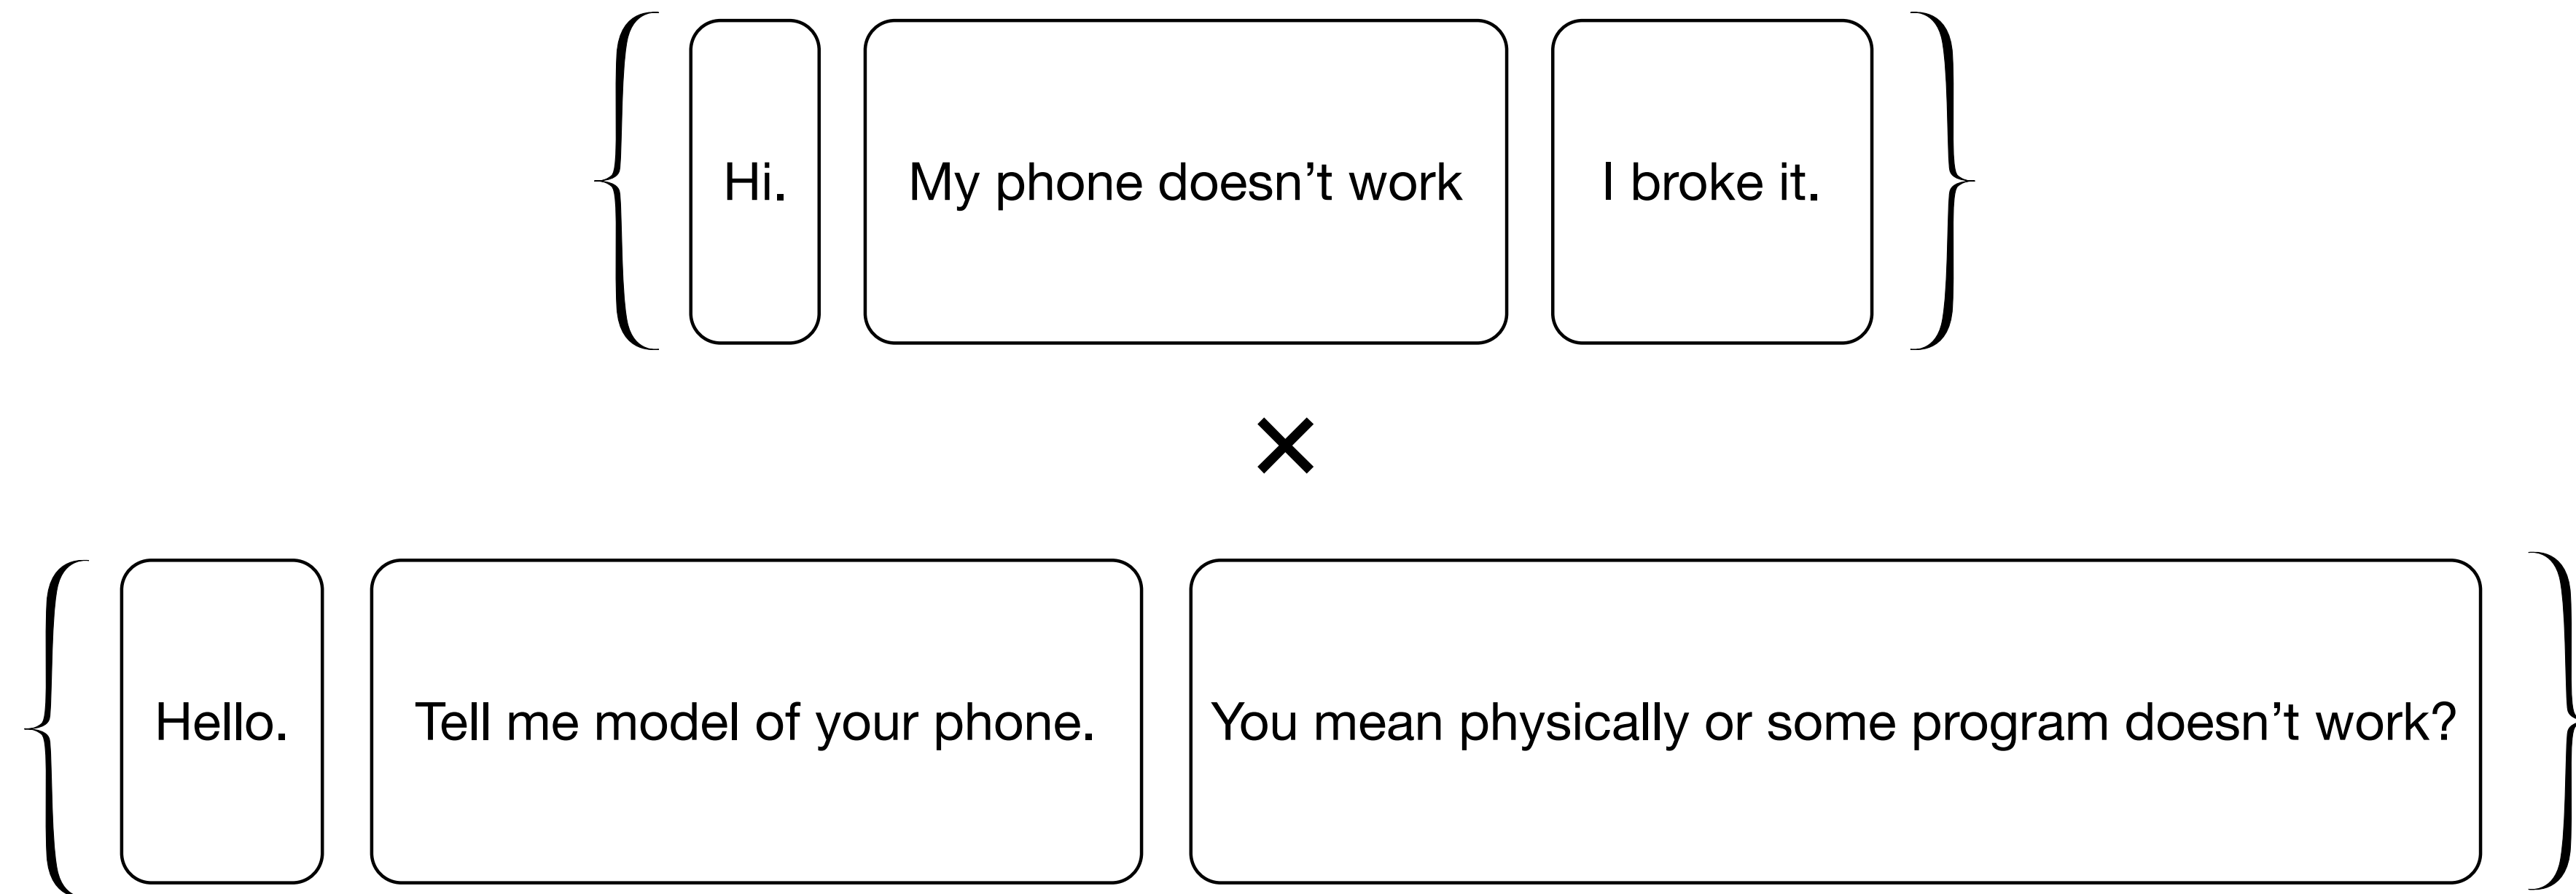 Hi.
My phone doesn’t work
I broke it.
×
Hello.
Tell me model of your phone.
You mean physically or some program doesn’t work?